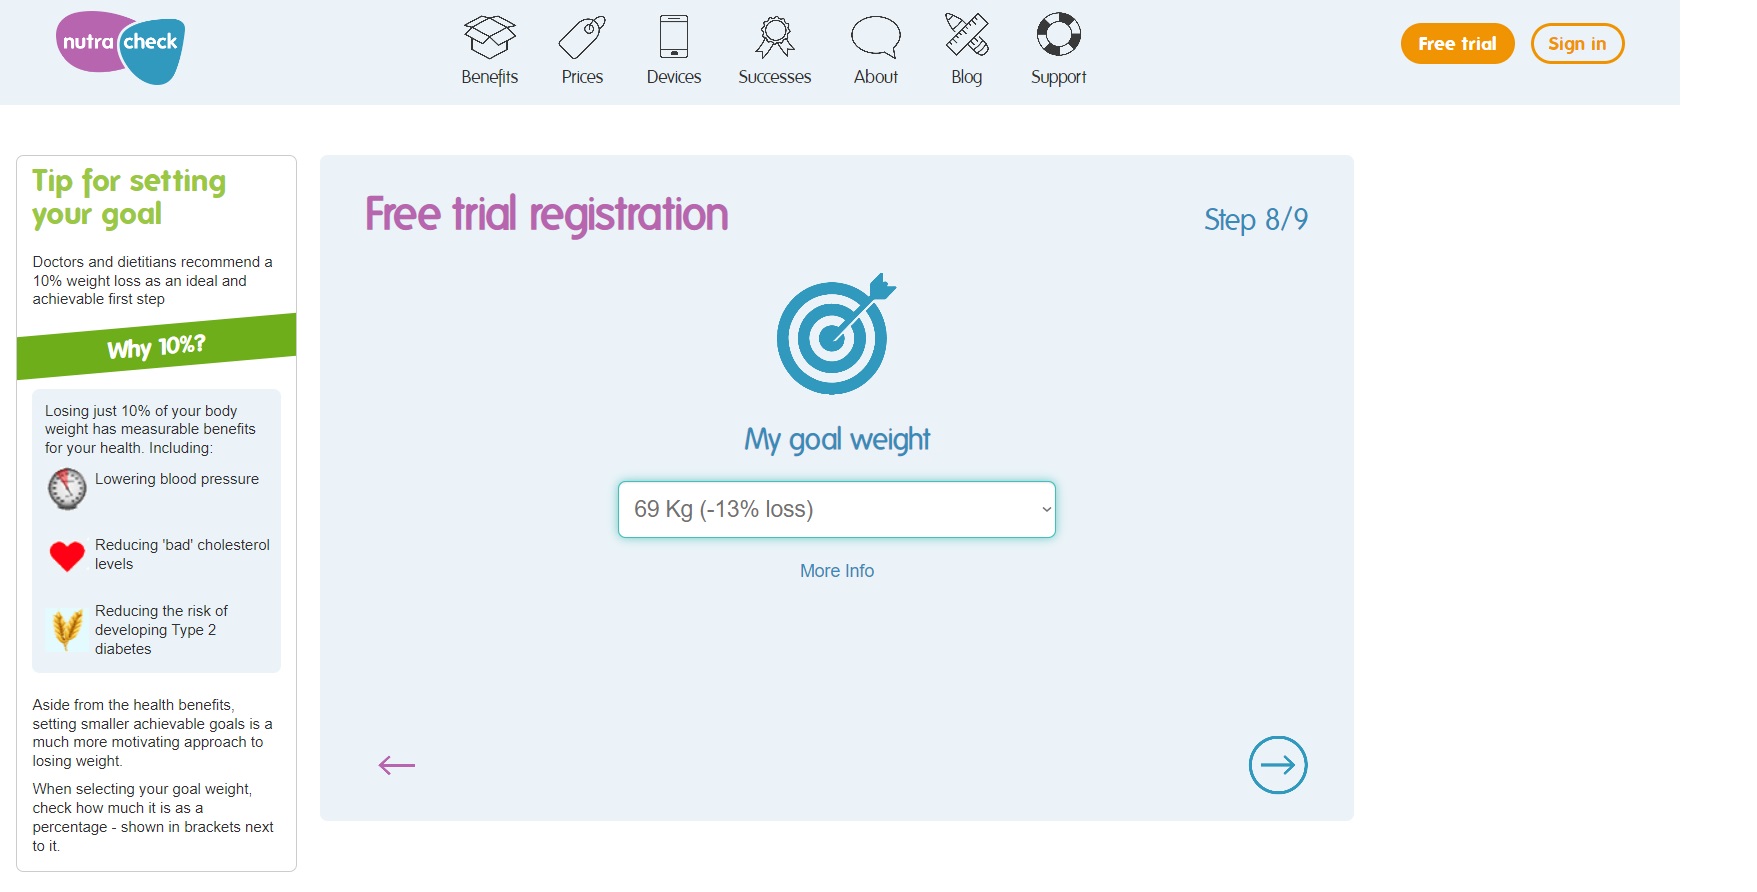 nutra check
Benefits
Prices
Devices
Successes
About
Blog
Support
Free trial
Sign in
Tip for setting
your goal
Doctors and dietitians recommend a
10% weight loss as an ideal and
achievable first step
Why 10%?
Losing just 10% of your body
weight has measurable benefits
for your health. Including:
Lowering blood pressure
Reducing 'bad' cholesterol
levels
Reducing the risk of
developing Type 2
diabetes
Aside from the health benefits,
setting smaller achievable goals is a
much more motivating approach to
losing weight.
When selecting your goal weight,
check how much it is as a
percentage - shown in brackets next
to it.
Free trial registration
Step 8/9
My goal weight
69 Kg (-13% loss)
More Info